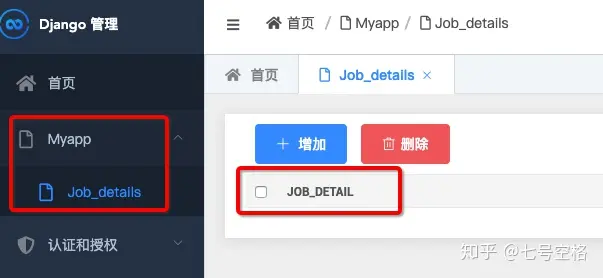 Django 管理
首页 / Myapp / Job_details
首页
首页
Job_details ×
Myapp
增加
删除
Job_details
JOB_DETAIL
认证和授权
知乎 @七号空格